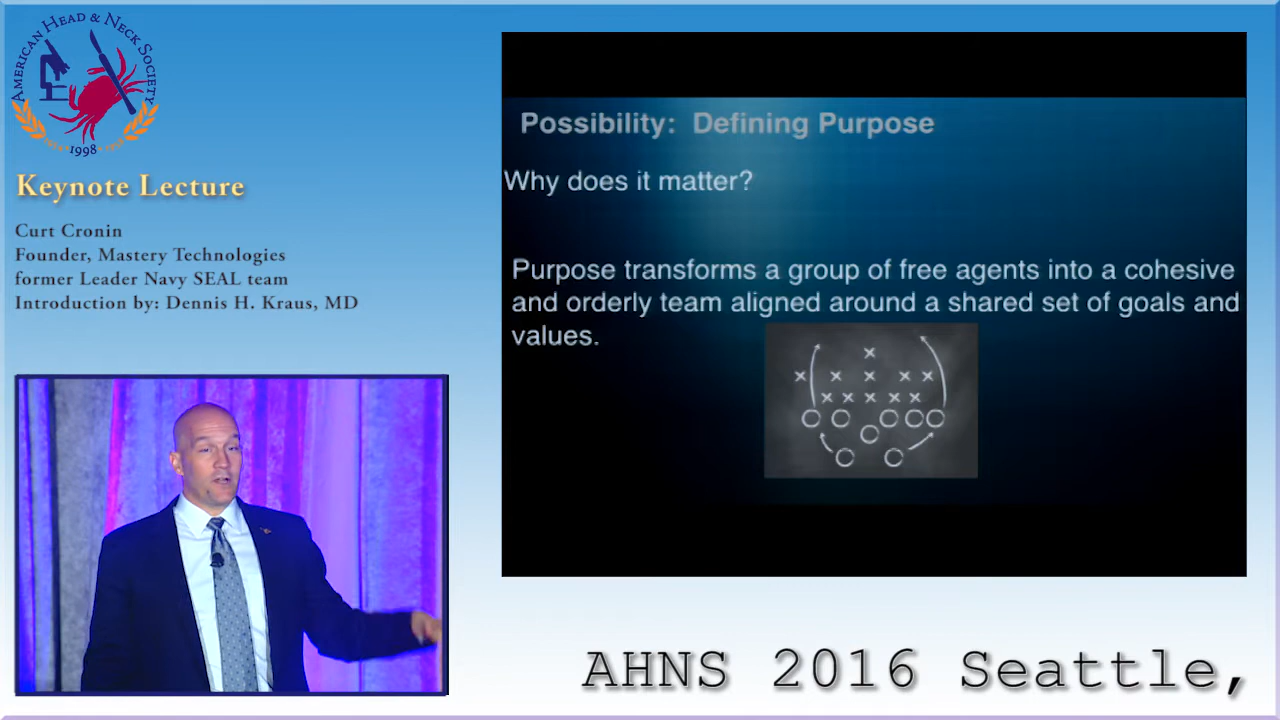 AMERICAN HEAD & NECK SOCIETY
1998
Keynote Lecture
Curt Cronin
Founder, Mastery Technologies
former Leader Navy SEAL team
Introduction by: Dennis H. Kraus, MD
Possibility: Defining Purpose
Why does it matter?
Purpose transforms a group of free agents into a cohesive
and orderly team aligned around a shared set of goals and
values.
AHNS 2016 Seattle,